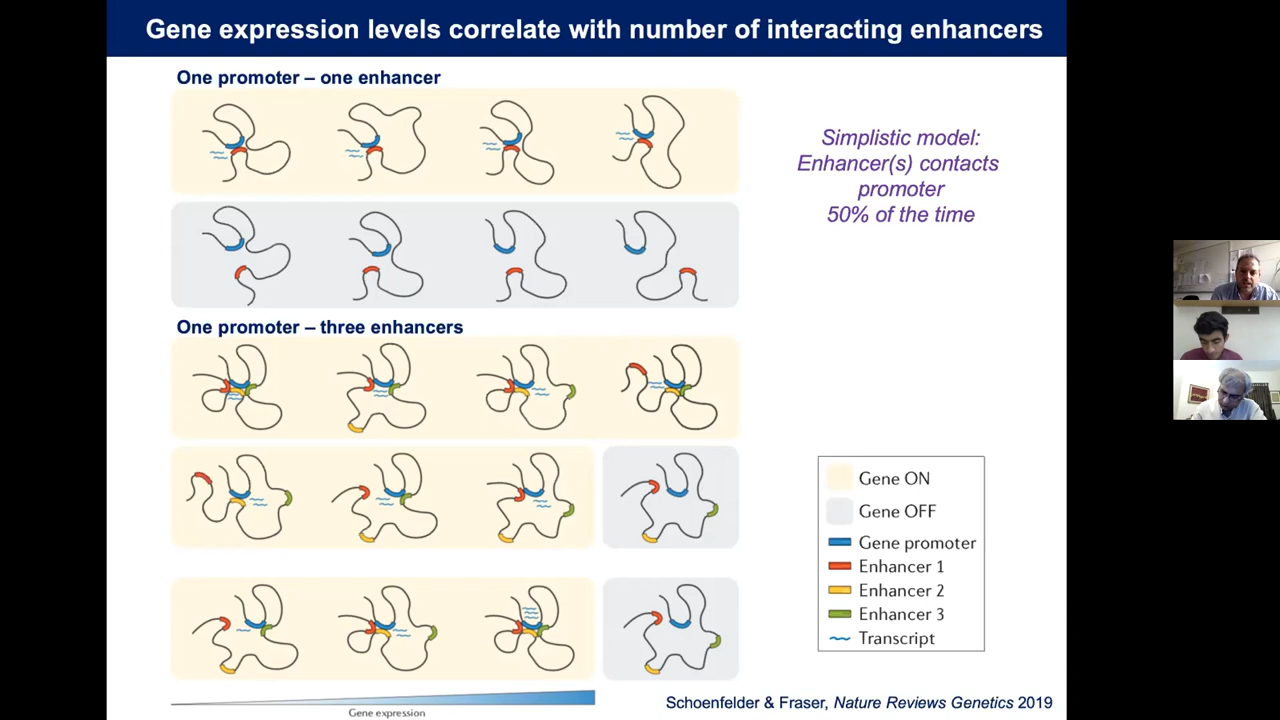 Gene expression levels correlate with number of interacting enhancers
One promoter – one enhancer
Simplistic model:
Enhancer(s) contacts
promoter
50% of the time
One promoter – three enhancers
Gene ON
Gene OFF
Gene promoter
Enhancer 1
Enhancer 2
Enhancer 3
Transcript
Gene expression
Schoenfelder & Fraser, Nature Reviews Genetics 2019